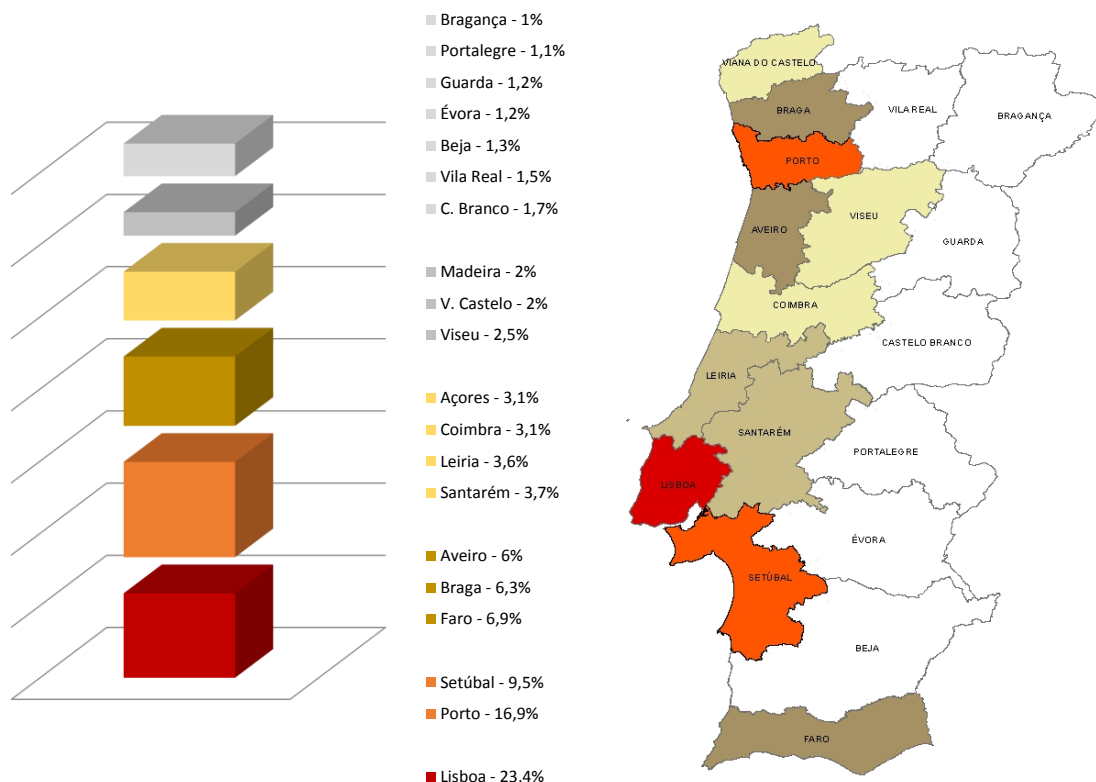 Bragança - 1%
Portalegre - 1,1%
Guarda - 1,2%
Évora - 1,2%
Beja - 1,3%
Vila Real - 1,5%
C. Branco - 1,7%
Madeira - 2%
V. Castelo - 2%
Viseu - 2,5%
Açores - 3,1%
Coimbra - 3,1%
Leiria - 3,6%
Santarém - 3,7%
Aveiro - 6%
Braga - 6,3%
Faro - 6,9%
Setúbal - 9,5%
Porto - 16,9%
Lisboa - 23,4%
VIANA DO CASTELO
BRAGA
VILA REAL
BRAGANÇA
PORTO
AVEIRO
VISEU
GUARDA
COIMBRA
CASTELO BRANCO
LEIRIA
SANTARÉM
PORTALEGRE
LISBOA
ÉVORA
SETÚBAL
BEJA
FARO